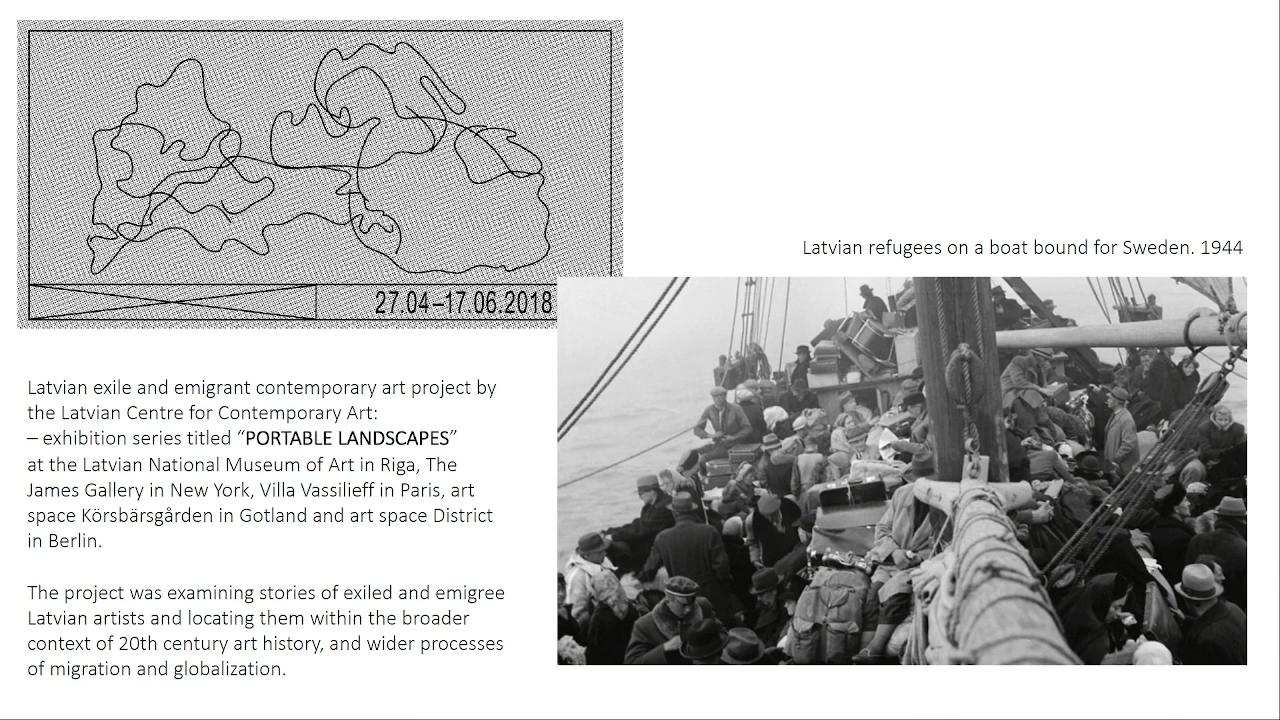 27.04–17.06.2018
Latvian refugees on a boat bound for Sweden. 1944
Latvian exile and emigrant contemporary art project by
the Latvian Centre for Contemporary Art:
– exhibition series titled “PORTABLE LANDSCAPES”
at the Latvian National Museum of Art in Riga, The
James Gallery in New York, Villa Vassilieff in Paris, art
space Körsbärsgården in Gotland and art space District
in Berlin.
The project was examining stories of exiled and emigree
Latvian artists and locating them within the broader
context of 20th century art history, and wider processes
of migration and globalization.